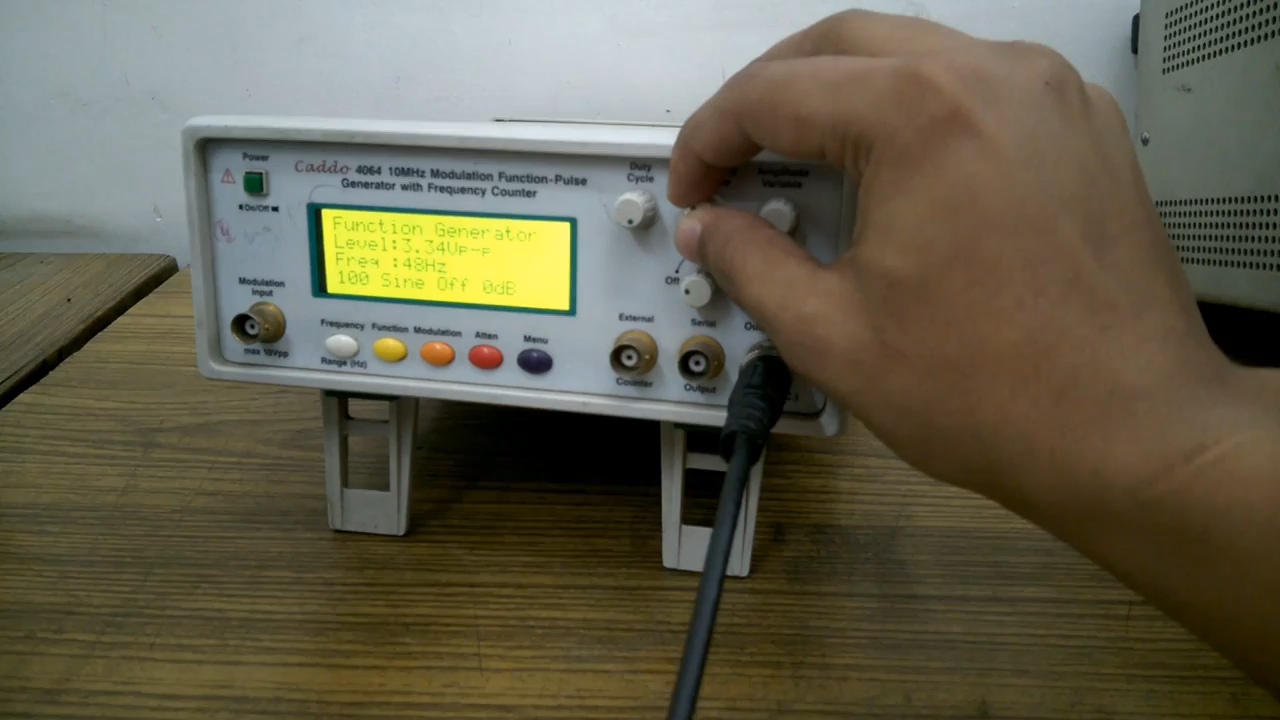 Power
On/Off
Caddo 4064 10MHz Modulation Function-Pulse
Generator with Frequency Counter
Function Generator
Level:3.34Vp-p
Freq :48Hz
100 Sine Off 0dB
Modulation
Input
max 10Vpp
Frequency
Range (Hz)
Function
Modulation
Atten
Menu
Duty
Cycle
Amplitude
Variance
Off
External
Counter
Serial
Output